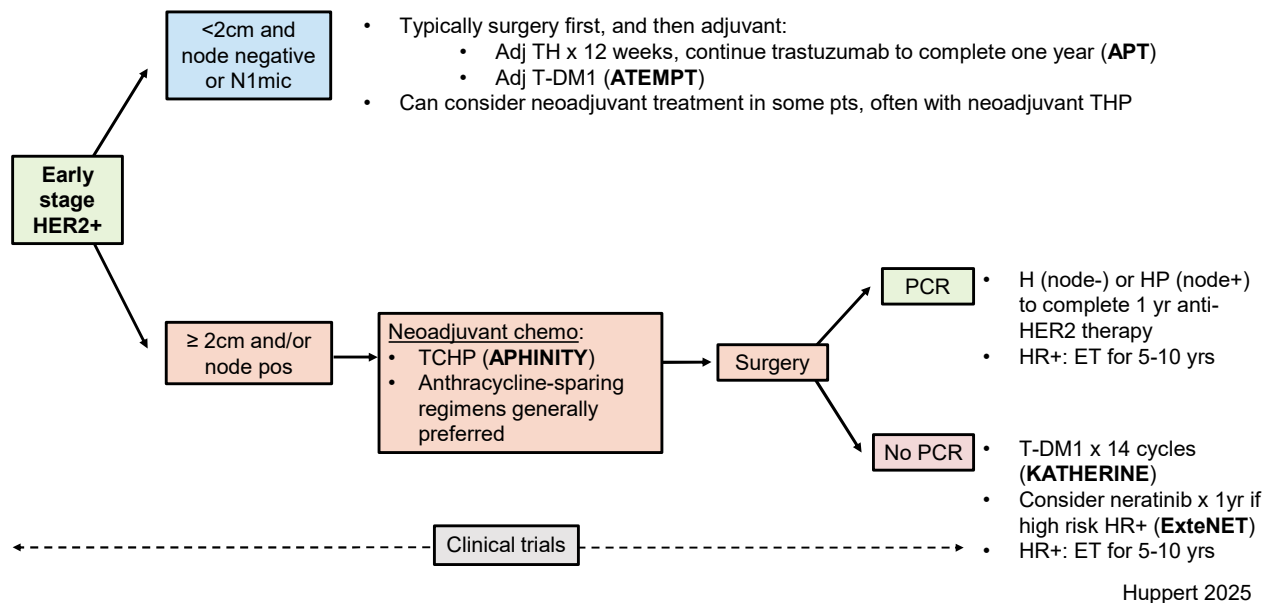 <2cm and
node negative
or N1mic
• Typically surgery first, and then adjuvant:
• Adj TH x 12 weeks, continue trastuzumab to complete one year (APT)
• Adj T-DM1 (ATEMPT)
• Can consider neoadjuvant treatment in some pts, often with neoadjuvant THP
Early
stage
HER2+
≥ 2cm and/or
node pos
Neoadjuvant chemo:
• TCHP (APHINITY)
• Anthracycline-sparing
regimens generally
preferred
Surgery
PCR
• H (node-) or HP (node+)
to complete 1 yr anti-
HER2 therapy
• HR+: ET for 5-10 yrs
No PCR
• T-DM1 x 14 cycles
(KATHERINE)
• Consider neratinib x 1yr if
high risk HR+ (ExteNET)
• HR+: ET for 5-10 yrs
Clinical trials
Huppert 2025